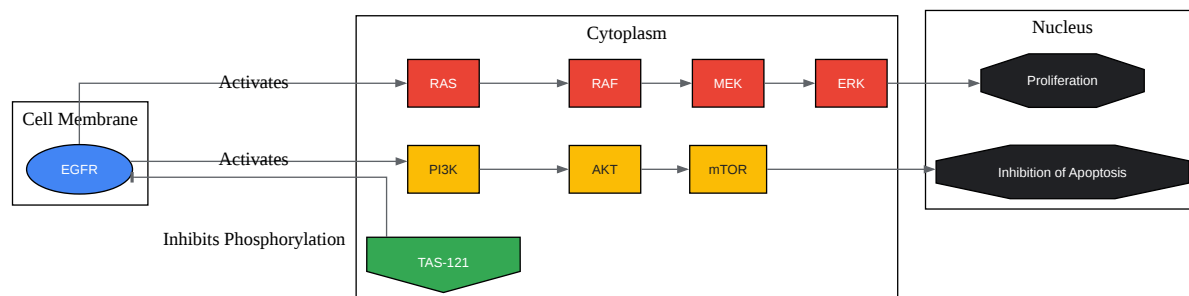 Cytoplasm
Nucleus
Activates
RAS
RAF
MEK
ERK
Proliferation
Cell Membrane
EGFR
Activates
PI3K
AKT
mTOR
Inhibition of Apoptosis
Inhibits Phosphorylation
TAS-121